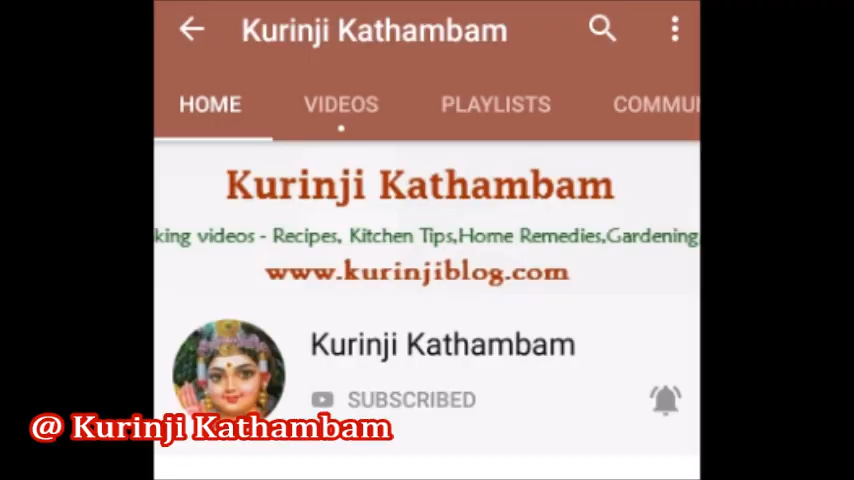 Kurinji Kathambam
HOME VIDEOS PLAYLISTS COMMU
Kurinji Kathambam
king videos - Recipes, Kitchen Tips,Home Remedies,Gardening,
www.kurinjiblog.com
Kurinji Kathambam
SUBSCRIBED
@ Kurinji Kathambam